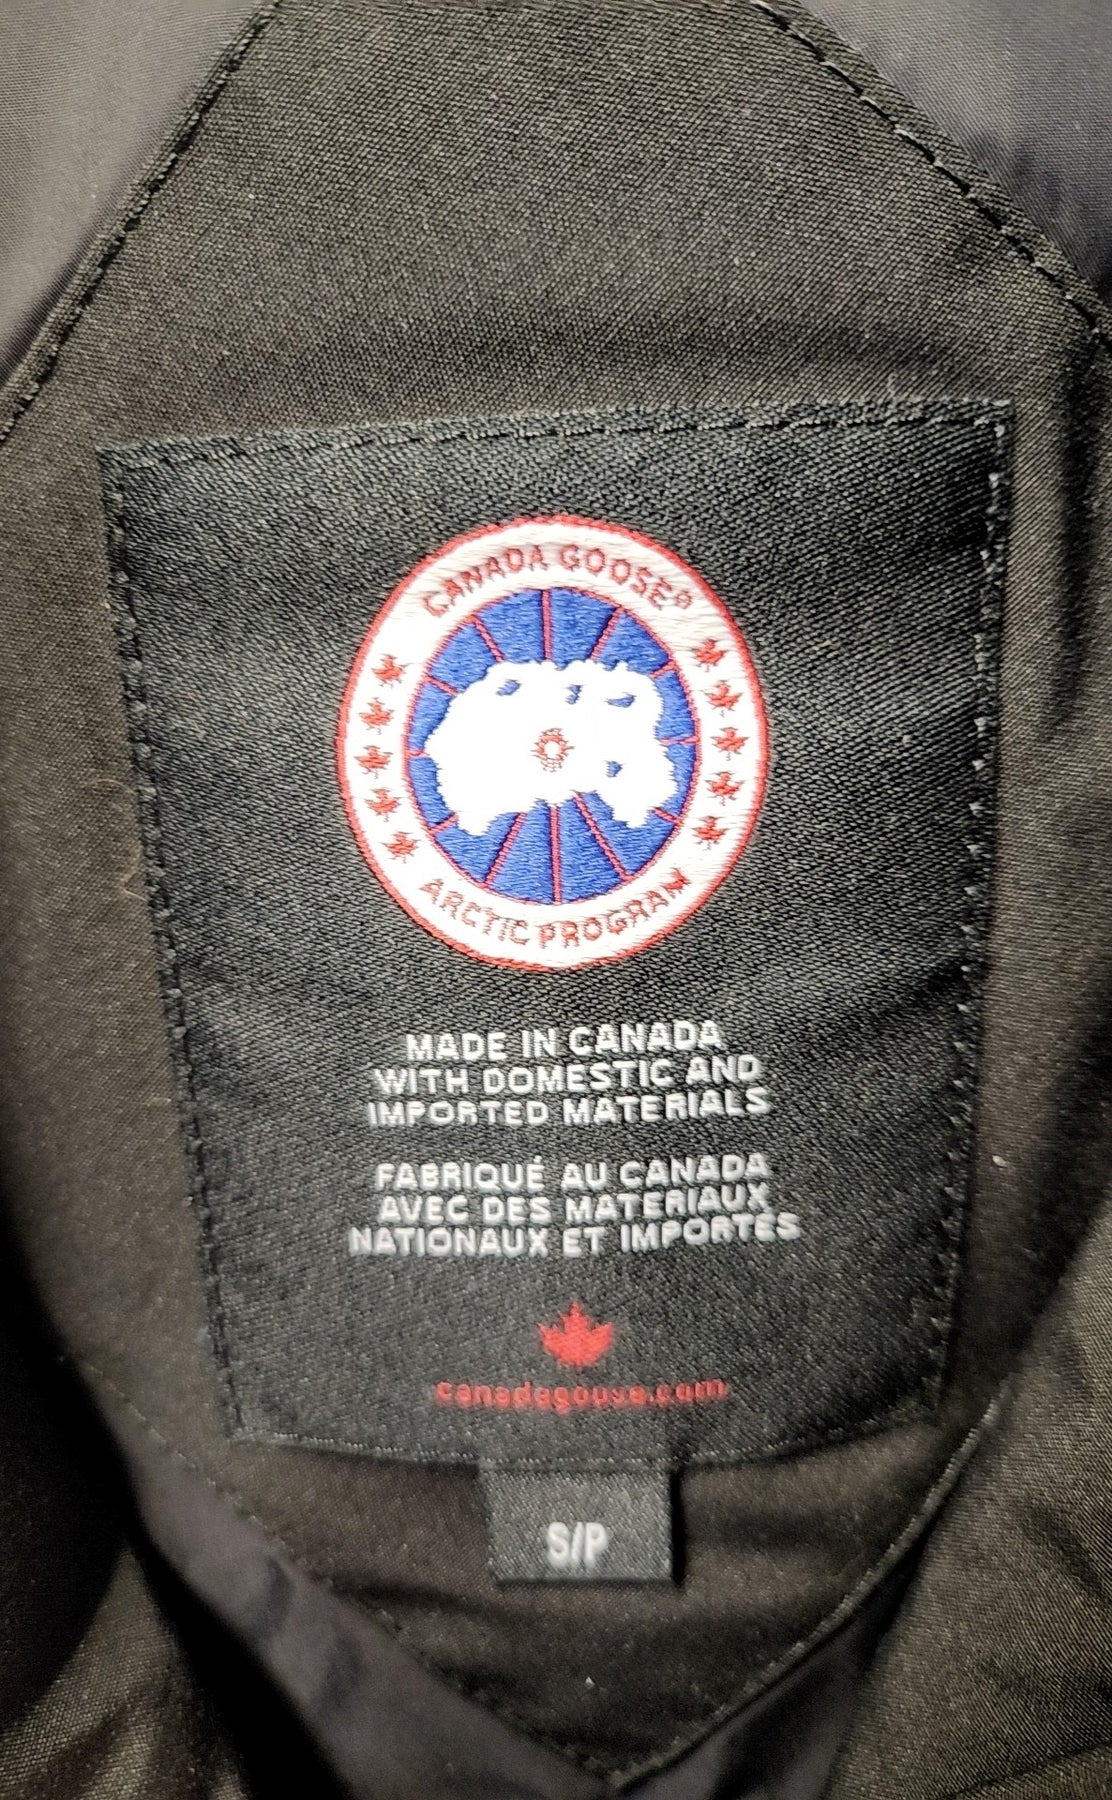 CANADA GOOSE®
ARCTIC PROGRAM
MADE IN CANADA
WITH DOMESTIC AND
IMPORTED MATERIALS
FABRIQUÉ AU CANADA
AVEC DES MATERIAUX
NATIONAUX ET IMPORTÉS
canadagoose.com
S/P